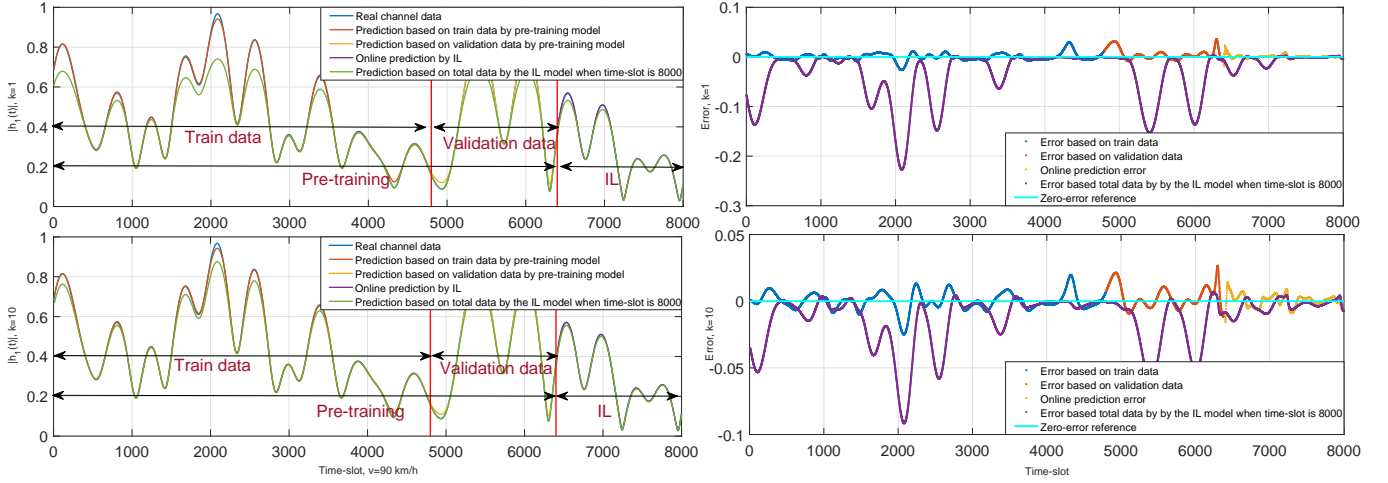 1
0.8
0.6
0.4
0.2
0
|h_1(t)|, k=1
Real channel data
Prediction based on train data by pre-training model
Prediction based on validation data by pre-training model
Online prediction by IL
Prediction based on total data by the IL model when time-slot is 8000
Train data
Validation data
Pre-training
IL
0 1000 2000 3000 4000 5000 6000 7000 8000
0.1
0
-0.1
-0.2
-0.3
Error, k=1
Error based on train data
Error based on validation data
Online prediction error
Error based total data by by the IL model when time-slot is 8000
Zero-error reference
0 1000 2000 3000 4000 5000 6000 7000 8000
1
0.8
0.6
0.4
0.2
0
|h_1(t)|, k=10
Real channel data
Prediction based on train data by pre-training model
Prediction based on validation data by pre-training model
Online prediction by IL
Prediction based on total data by the IL model when time-slot is 8000
Train data
Validation data
Pre-training
IL
0 1000 2000 3000 4000 5000 6000 7000 8000
Time-slot, v=90 km/h
0.05
0
-0.05
-0.1
Error, k=10
Error based on train data
Error based on validation data
Online prediction error
Error based total data by by the IL model when time-slot is 8000
Zero-error reference
0 1000 2000 3000 4000 5000 6000 7000 8000
Time-slot